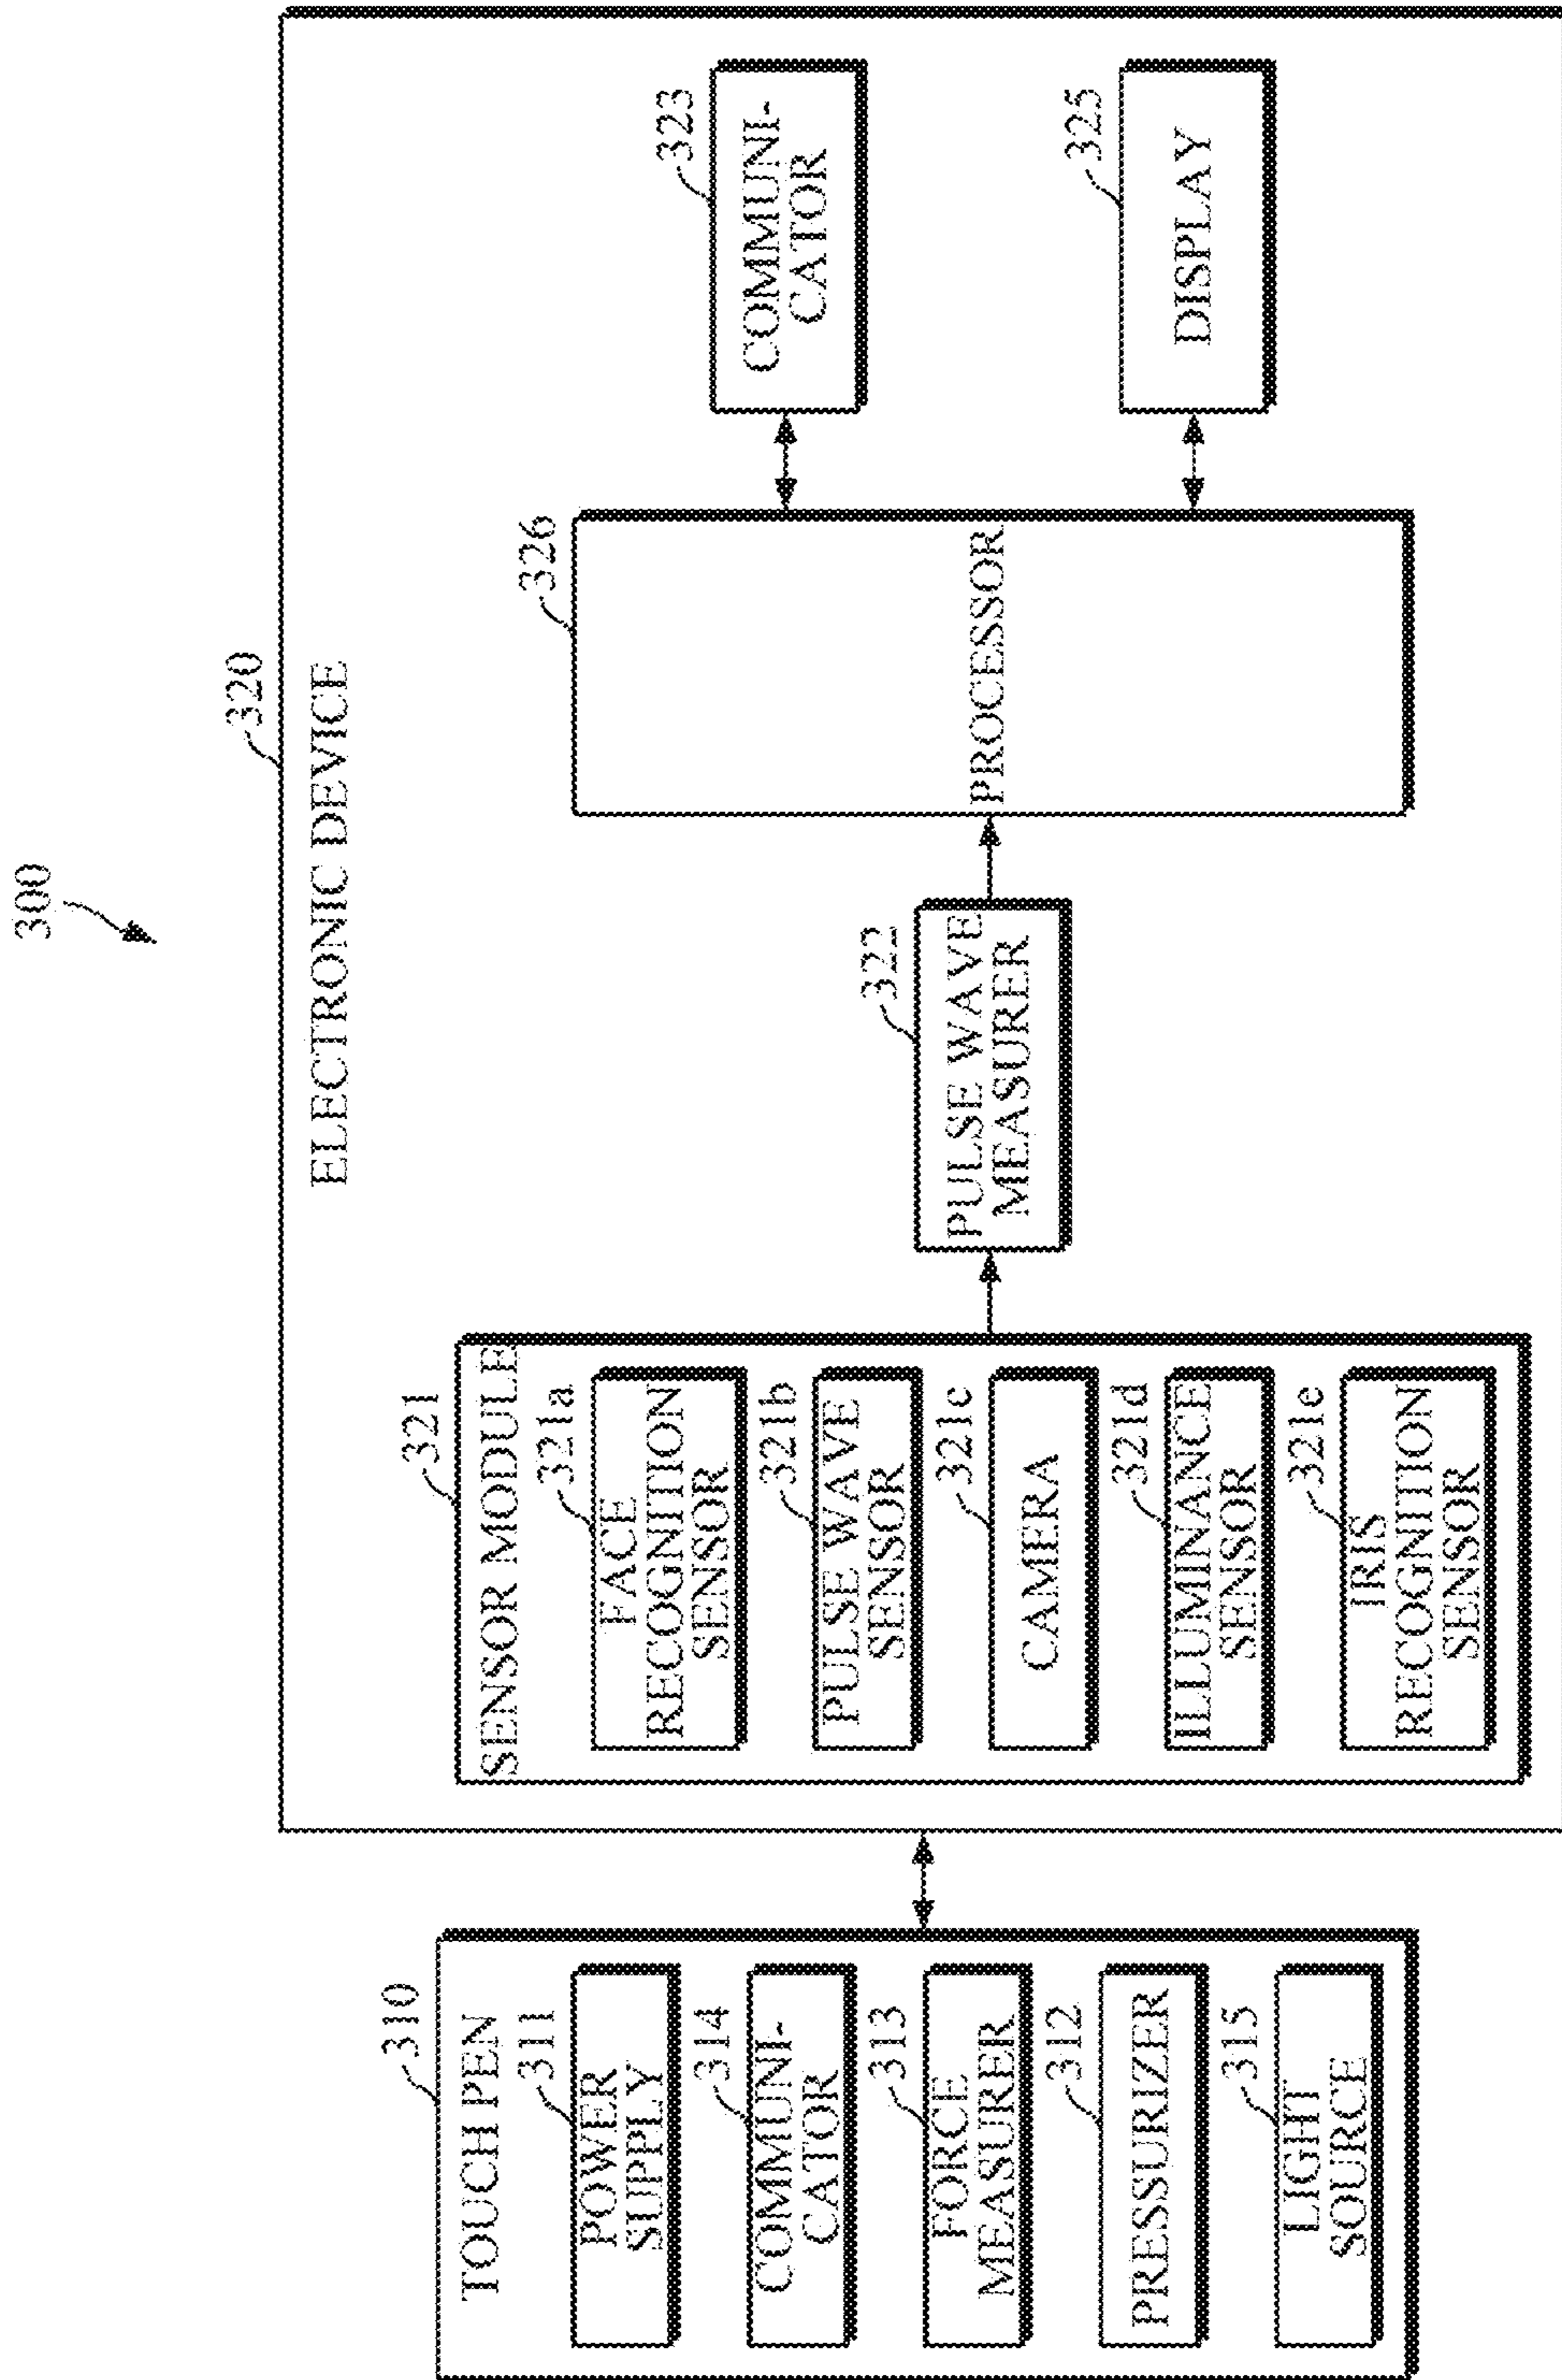 300
320
ELECTRONIC DEVICE
310
TOUCH PEN
311
POWER
SUPPLY
314
COMMUNI-
CATOR
313
FORCE
MEASURER
312
PRESSURIZER
315
LIGHT
SOURCE
321
SENSOR MODULE
321a
FACE
RECOGNITION
SENSOR
321b
PULSE WAVE
SENSOR
321c
CAMERA
321d
ILLUMINANCE
SENSOR
321e
IRIS
RECOGNITION
SENSOR
322
PULSE WAVE
MEASURER
326
PROCESSOR
323
COMMUNI-
CATOR
325
DISPLAY